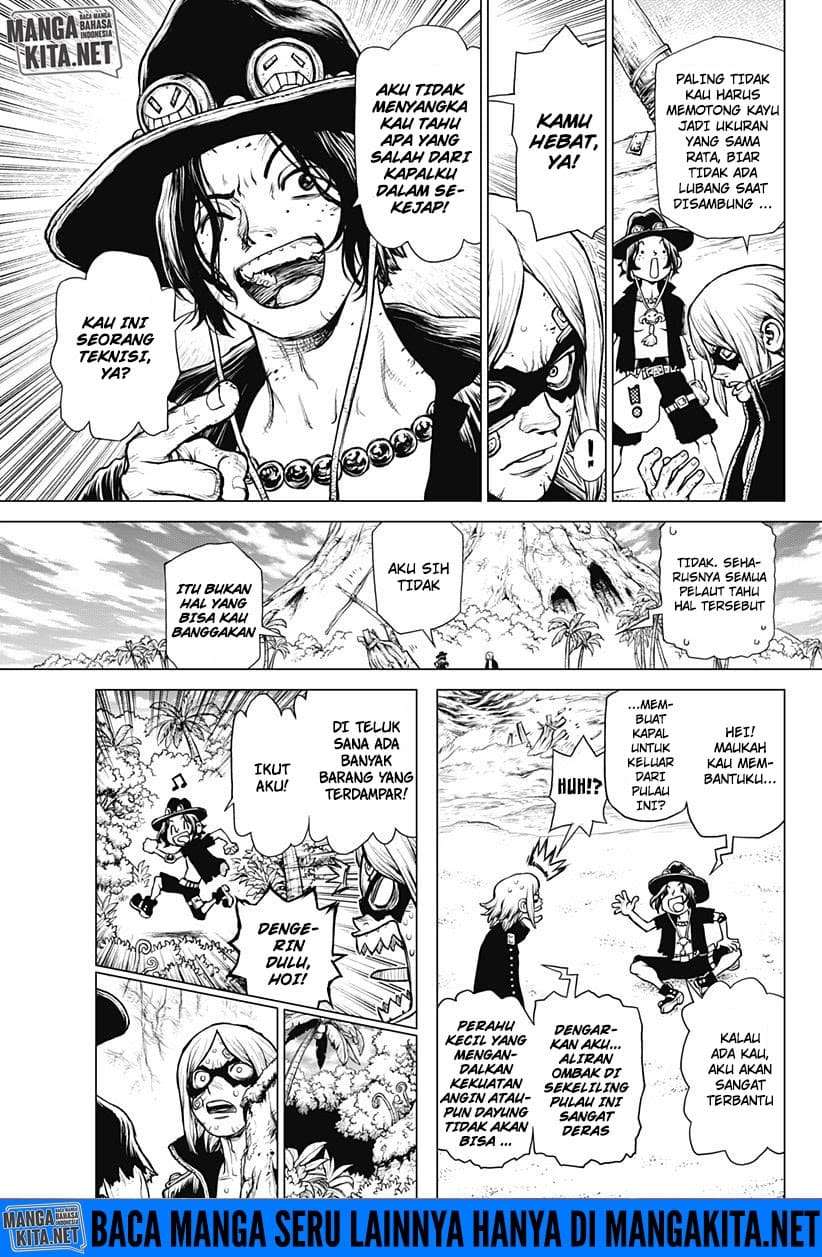 MANGA
KITA.NET
BACA MANGA
BAHASA
INDONESIA
PALING TIDAK
KAU HARUS
MEMOTONG KAYU
JADI UKURAN
YANG SAMA
RATA, BIAR
TIDAK ADA
LUBANG SAAT
DISAMBUNG ...
!
KAMU
HEBAT,
YA!
!
AKU TIDAK
MENYANGKA
KAU TAHU
APA YANG
SALAH DARI
KAPALKU
DALAM SE-
KEJAP!
KAU INI
SEORANG
TEKNISI,
YA?
TIDAK. SEHA-
RUSNYA SEMUA
PELAUT TAHU
HAL TERSEBUT
AKU SIH
TIDAK
ITU BUKAN
HAL YANG
BISA KAU
BANGGAKAN
HEI!
MAUKAH
KAU MEM-
BANTUKU...
...MEM-
BUAT
KAPAL
UNTUK
KELUAR
DARI
PULAU
INI?
HUH!?
KALAU
ADA KAU,
AKU AKAN
SANGAT
TERBANTU
DENGAR-
KAN AKU...
ALIRAN
OMBAK DI
SEKELILING
PULAU INI
SANGAT
DERAS
PERAHU
KECIL YANG
MENGAN-
DALKAN
KEKUATAN
ANGIN ATAU-
PUN DAYUNG
TIDAK AKAN
BISA ...
DI TELUK
SANA ADA
BANYAK
BARANG YANG
TERDAMPAR!
IKUT
AKU!
DENGE-
RIN
DULU,
HOI!
MANGA
KITA.NET
BACA MANGA
BAHASA
INDONESIA
BACA MANGA SERU LAINNYA HANYA DI MANGAKITA.NET